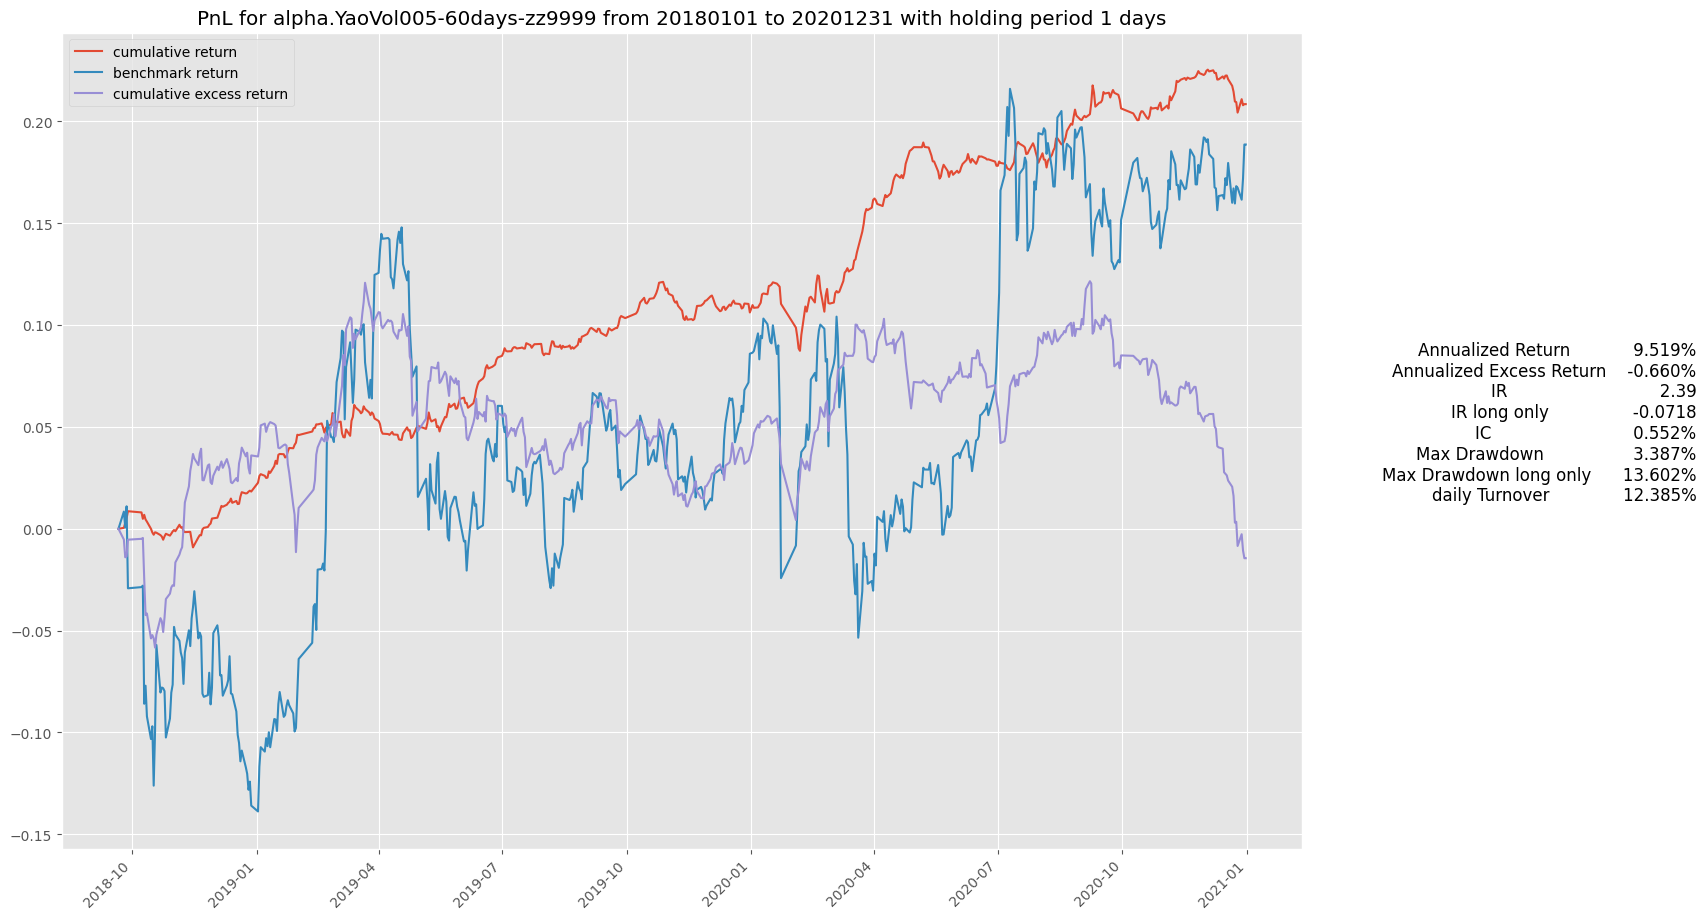 PnL for alpha.YaoVol005-60days-zz9999 from 20180101 to 20201231 with holding period 1 days
cumulative return
benchmark return
cumulative excess return
0.20
0.15
0.10
0.05
0.00
−0.05
−0.10
−0.15
2018-10
2019-01
2019-04
2019-07
2019-10
2020-01
2020-04
2020-07
2020-10
2021-01
Annualized Return 9.519%
Annualized Excess Return -0.660%
IR 2.39
IR long only -0.0718
IC 0.552%
Max Drawdown 3.387%
Max Drawdown long only 13.602%
daily Turnover 12.385%